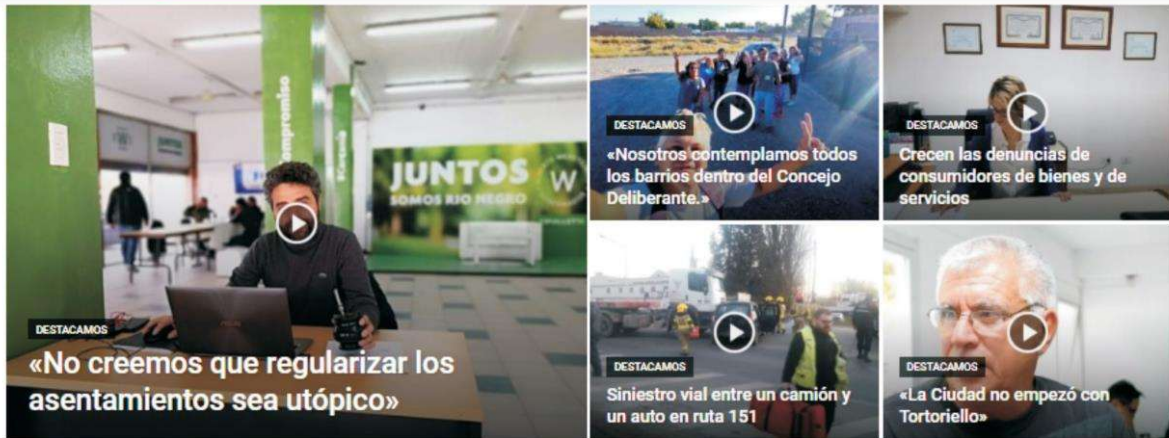 Compromiso
JUNTOS
SOMOS RIO NEGRO
W
ASUS
DESTACAMOS
«No creemos que regularizar los
asentamientos sea utópico»
DESTACAMOS
«Nosotros contemplamos todos
los barrios dentro del Concejo
Deliberante.»
DESTACAMOS
Crecen las denuncias de
consumidores de bienes y de
servicios
DESTACAMOS
Siniestro vial entre un camión y
un auto en ruta 151
DESTACAMOS
«La Ciudad no empezó con
Tortoriello»